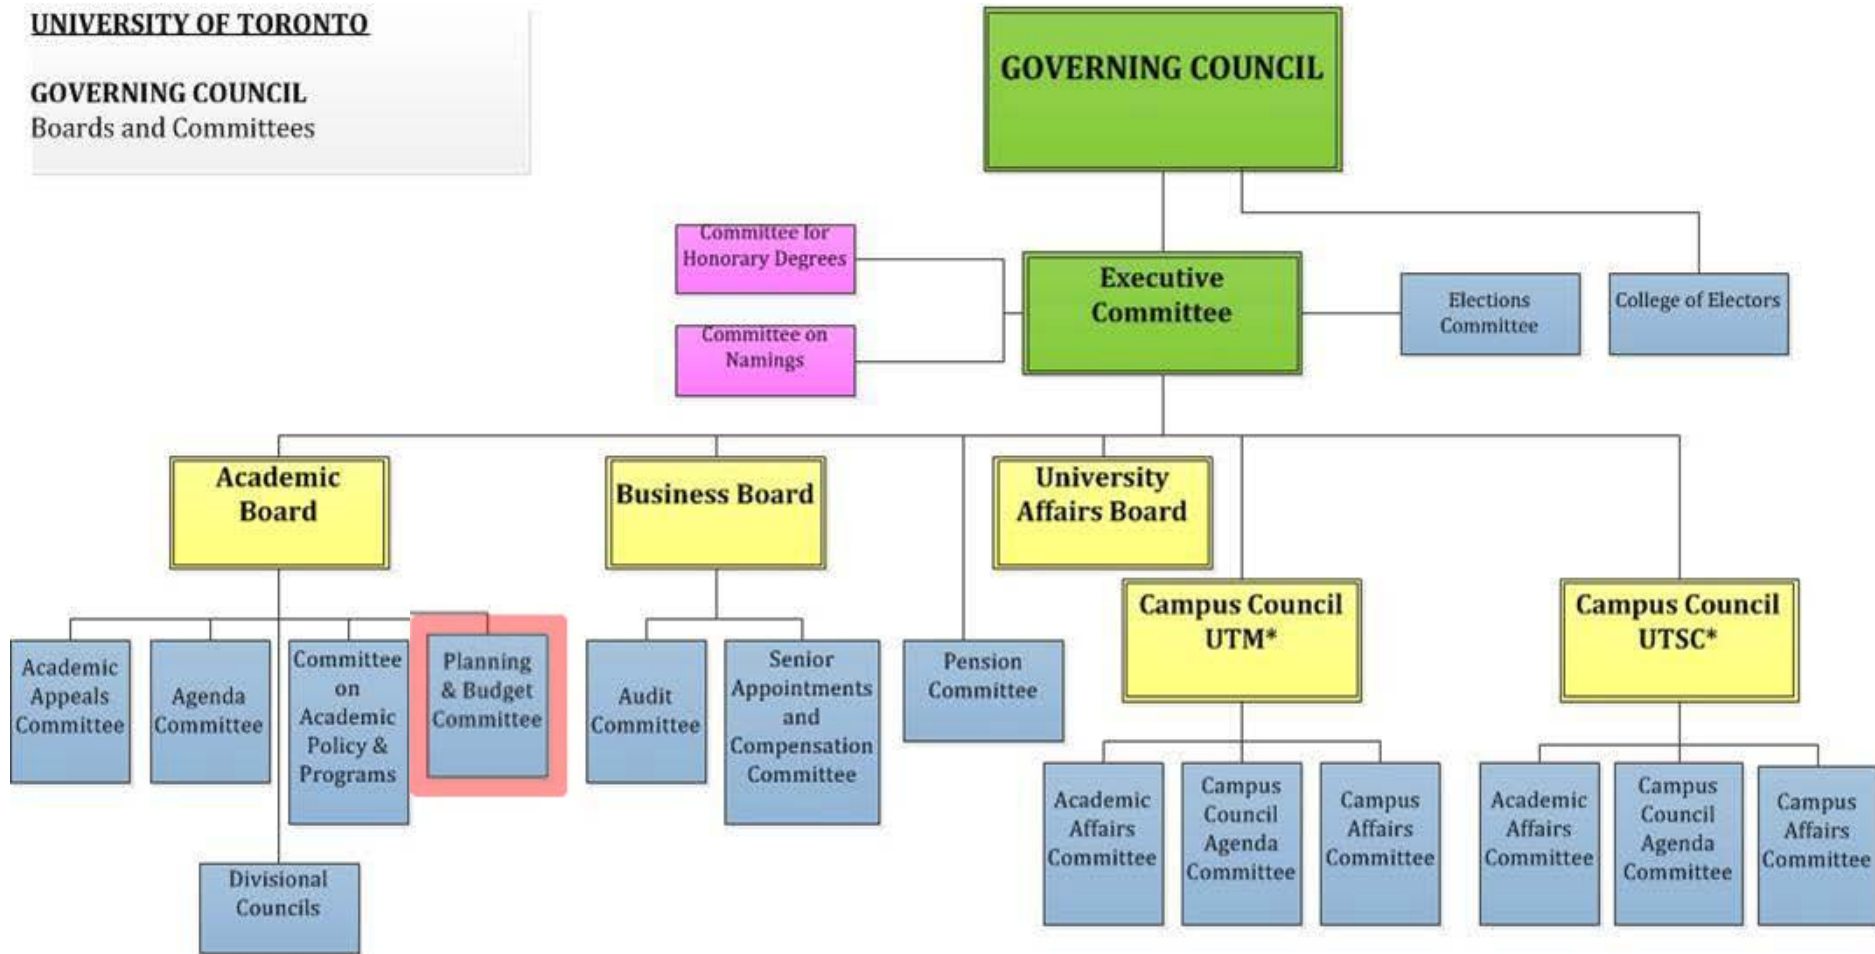 UNIVERSITY OF TORONTO
GOVERNING COUNCIL
Boards and Committees
GOVERNING COUNCIL
Committee for
Honorary Degrees
Committee on
Namings
Executive
Committee
Elections
Committee
College of Electors
Academic
Board
Business Board
University
Affairs Board
Campus Council
UTM*
Campus Council
UTSC*
Academic
Appeals
Committee
Agenda
Committee
Committee
on
Academic
Policy &
Programs
Planning
& Budget
Committee
Audit
Committee
Senior
Appointments
and
Compensation
Committee
Pension
Committee
Academic
Affairs
Committee
Campus
Council
Agenda
Committee
Campus
Affairs
Committee
Academic
Affairs
Committee
Campus
Council
Agenda
Committee
Campus
Affairs
Committee
Divisional
Councils